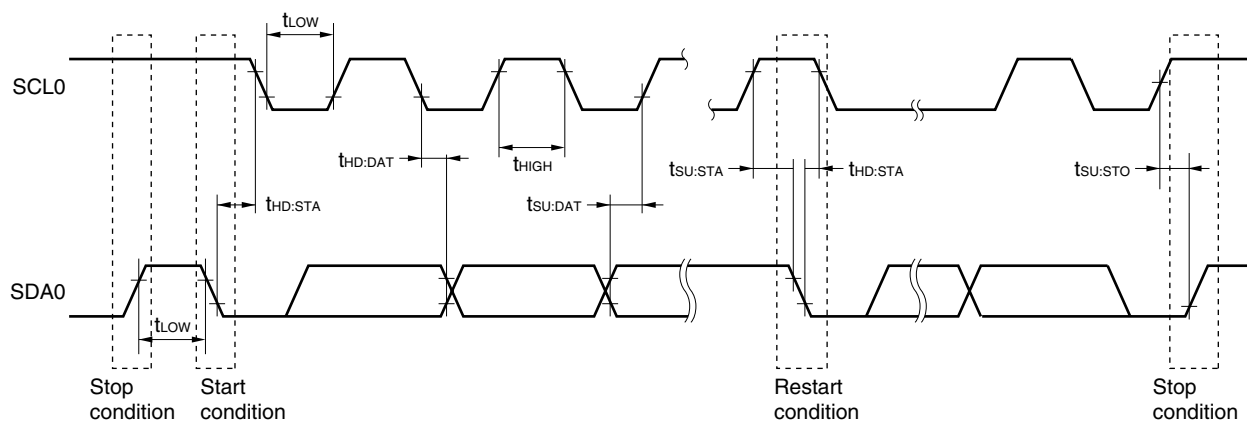 tLOW
SCL0
tHD:DAT
tHIGH
tSU:STA
tHD:STA
tSU:STO
tHD:STA
tSU:DAT
SDA0
tLOW
Stop
condition
Start
condition
Restart
condition
Stop
condition